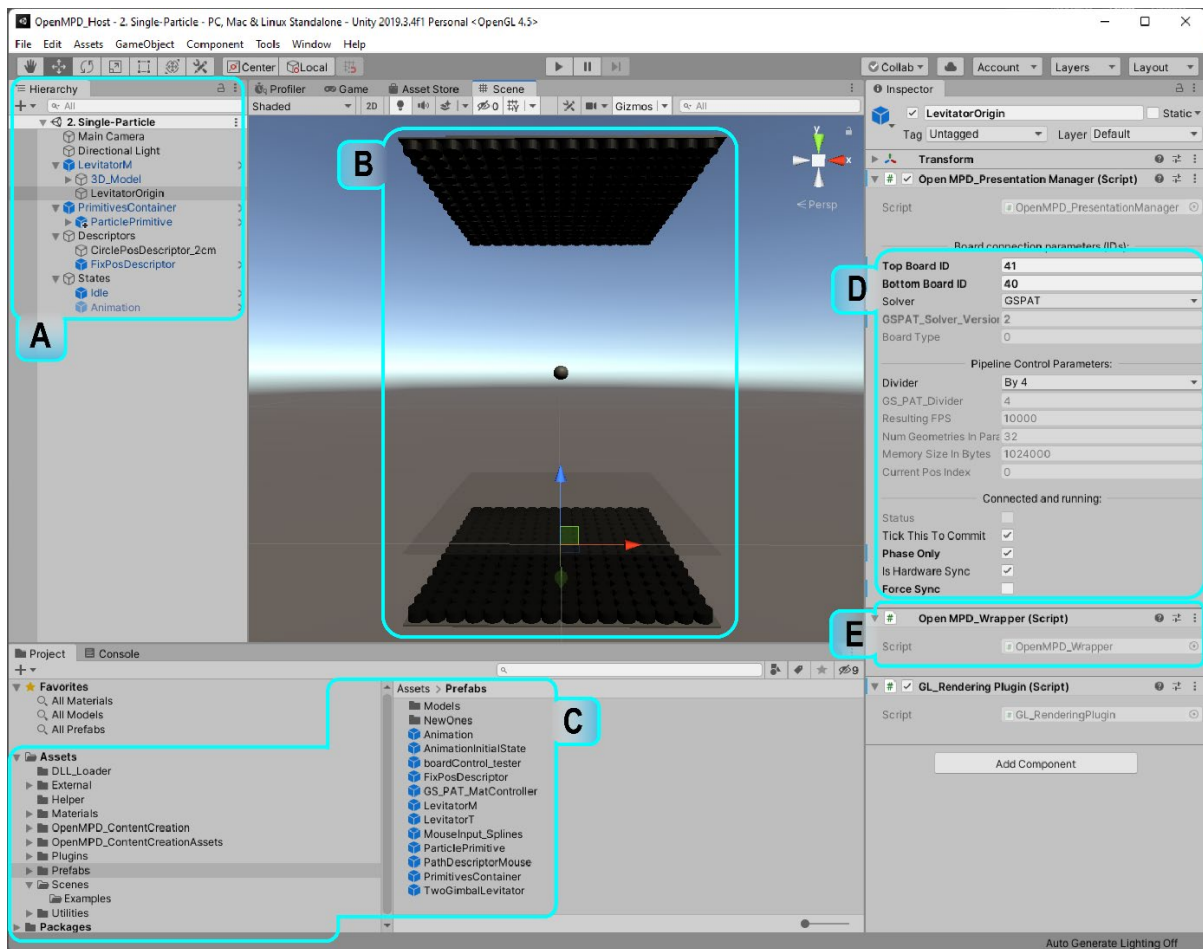 OpenMPD_Host - 2. Single-Particle - PC, Mac & Linux Standalone - Unity 2019.3.4f1 Personal <OpenGL 4.5>
File Edit Assets GameObject Component Tools Window Help
Center Local Collab Account Layers Layout
Hierarchy
All
2. Single-Particle
Main Camera
Directional Light
LevitatorM
3D_Model
LevitatorOrigin
PrimitivesContainer
ParticlePrimitive
Descriptors
CirclePosDescriptor_2cm
FixPosDescriptor
States
Idle
Animation
A
Profiler Game Asset Store Scene
Shaded 2D 0 Gizmos All
B
y
x
Persp
Inspector
LevitatorOrigin Static
Tag Untagged Layer Default
Transform
Open MPD_Presentation Manager (Script)
Script OpenMPD_PresentationManager
Board connection parameters (IDs):
D
Top Board ID 41
Bottom Board ID 40
Solver GSPAT
GSPAT_Solver_Version 2
Board Type 0
Pipeline Control Parameters:
Divider By 4
GS_PAT_Divider 4
Resulting FPS 10000
Num Geometries In Para 32
Memory Size In Bytes 1024000
Current Pos Index 0
Connected and running:
Status
Tick This To Commit
Phase Only
Is Hardware Sync
Force Sync
E
Open MPD_Wrapper (Script)
Script OpenMPD_Wrapper
GL_Rendering Plugin (Script)
Script GL_RenderingPlugin
Add Component
Project Console
9
Favorites
All Materials
All Models
All Prefabs
Assets
DLL_Loader
External
Helper
Materials
OpenMPD_ContentCreation
OpenMPD_ContentCreationAssets
Plugins
Prefabs
Scenes
Examples
Utilities
Packages
Assets > Prefabs
C
Models
NewOnes
Animation
AnimationInitialState
boardControl_tester
FixPosDescriptor
GS_PAT_MatController
LevitatorM
LevitatorT
MouseInput_Splines
ParticlePrimitive
PathDescriptorMouse
PrimitivesContainer
TwoGimbalLevitator
Auto Generate Lighting Off